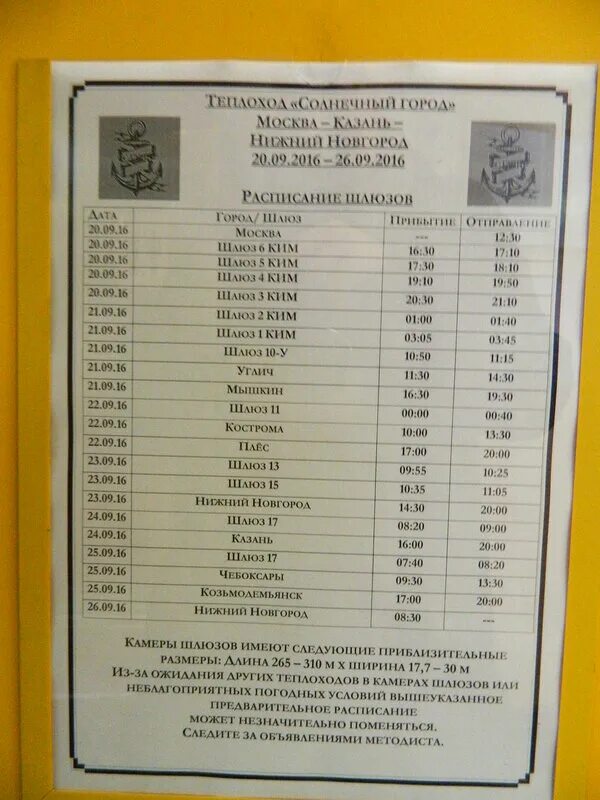 Теплоход «Солнечный город»
Москва – Казань –
Нижний Новгород
20.09.2016 – 26.09.2016
Расписание шлюзов
Дата Город/ Шлюз Прибытие Отправление
20.09.16 Москва --- 12:30
20.09.16 Шлюз 6 КИМ 16:30 17:10
20.09.16 Шлюз 5 КИМ 17:30 18:10
20.09.16 Шлюз 4 КИМ 19:10 19:50
20.09.16 Шлюз 3 КИМ 20:30 21:10
21.09.16 Шлюз 2 КИМ 01:00 01:40
21.09.16 Шлюз 1 КИМ 03:05 03:45
21.09.16 Шлюз 10-У 10:50 11:15
21.09.16 Углич 11:30 14:30
21.09.16 Мышкин 16:30 19:30
22.09.16 Шлюз 11 00:00 00:40
22.09.16 Кострома 10:00 13:30
22.09.16 Плёс 17:00 20:00
23.09.16 Шлюз 13 09:55 10:25
23.09.16 Шлюз 15 10:35 11:05
23.09.16 Нижний Новгород 14:30 20:00
24.09.16 Шлюз 17 08:20 09:00
24.09.16 Казань 16:00 20:00
25.09.16 Шлюз 17 07:40 08:20
25.09.16 Чебоксары 09:30 13:30
25.09.16 Козьмодемьянск 17:00 20:00
26.09.16 Нижний Новгород 08:30 ---
Камеры шлюзов имеют следующие приблизительные
размеры: Длина 265 – 310 м х ширина 17,7 – 30 м
Из-за ожидания других теплоходов в камерах шлюзов или
неблагоприятных погодных условий вышеуказанное
предварительное расписание
может незначительно поменяться.
Следите за объявлениями методиста.